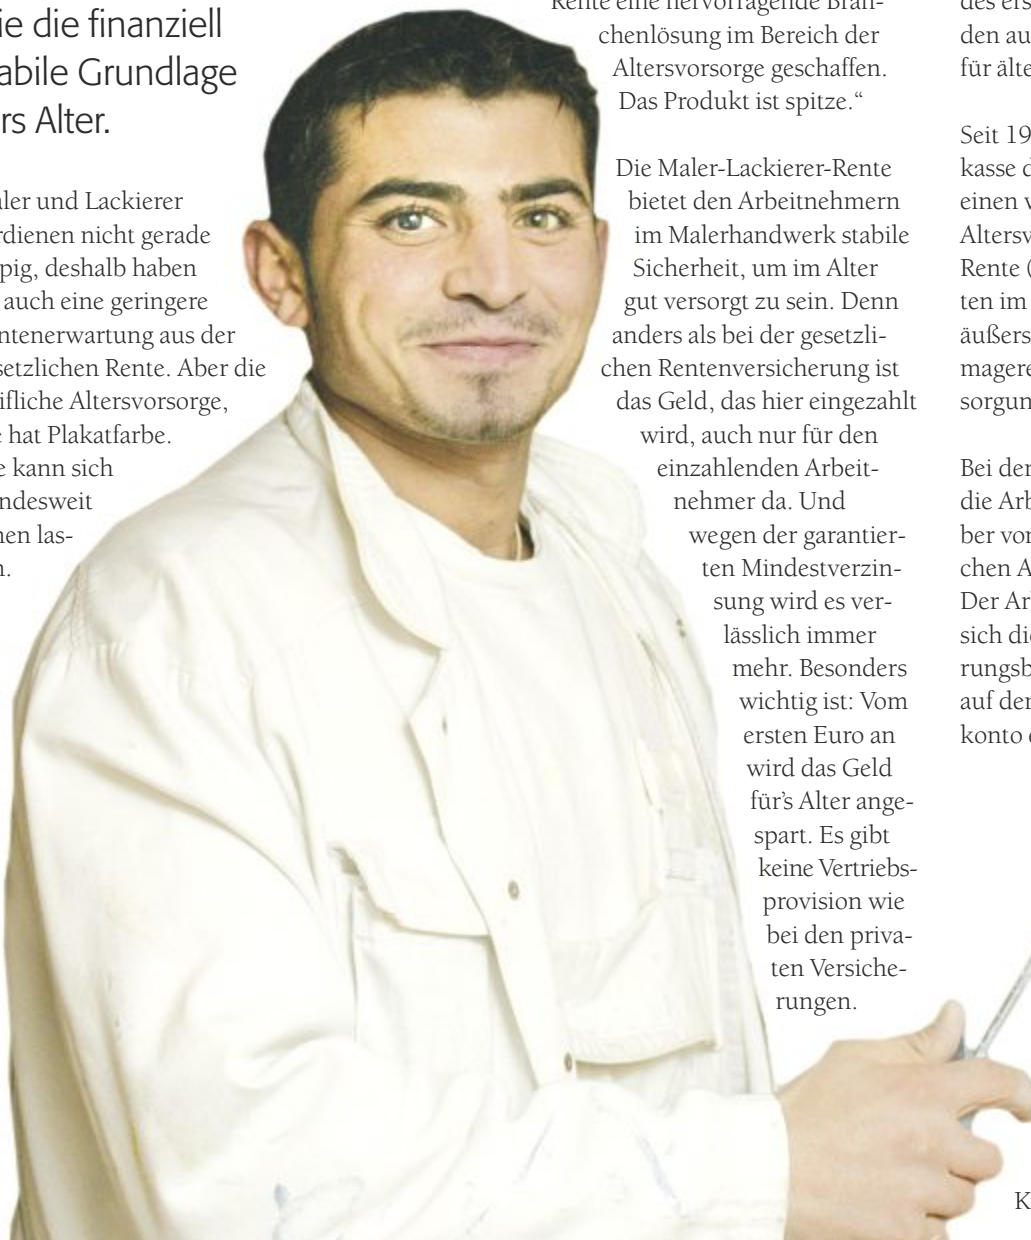 ie die finanziell
abile Grundlage
rs Alter.
ler und Lackierer
rdienen nicht gerade
pig, deshalb haben
auch eine geringere
ntenerwartung aus der
setzlichen Rente. Aber die
ifliche Altersvorsorge,
e hat Plakatfarbe.
e kann sich
ndesweit
nen las-
n.
Rente eine hervorragende Bran-
chenlösung im Bereich der
Altersvorsorge geschaffen.
Das Produkt ist spitze.“
Die Maler-Lackierer-Rente
bietet den Arbeitnehmern
im Malerhandwerk stabile
Sicherheit, um im Alter
gut versorgt zu sein. Denn
anders als bei der gesetzli-
chen Rentenversicherung ist
das Geld, das hier eingezahlt
wird, auch nur für den
einzahlenden Arbeit-
nehmer da. Und
wegen der garantier-
ten Mindestverzin-
sung wird es ver-
lässlich immer
mehr. Besonders
wichtig ist: Vom
ersten Euro an
wird das Geld
für’s Alter ange-
spart. Es gibt
keine Vertriebs-
provision wie
bei den priva-
ten Versiche-
rungen.
des ers
den au
für älte
Seit 19
kasse d
einen v
Altersv
Rente (
ten im
äußers
magere
sorgun
Bei der
die Arb
ber vor
chen A
Der Ar
sich die
rungsb
auf der
konto
K